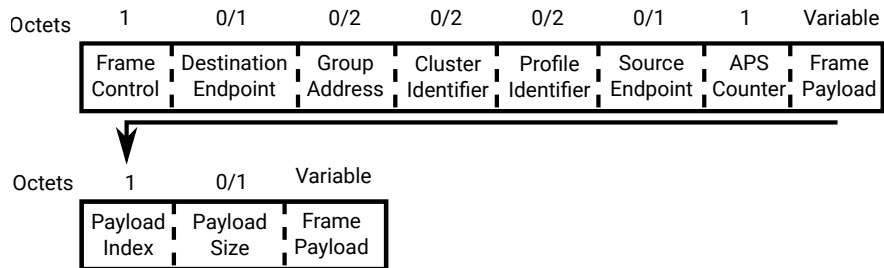 Octets 1 0/1 0/2 0/2 0/2 0/1 1 Variable
Frame Destination Group Cluster Profile Source APS Frame
Control Endpoint Address Identifier Identifier Endpoint Counter Payload
Octets 1 0/1 Variable
Payload Payload Frame
Index Size Payload